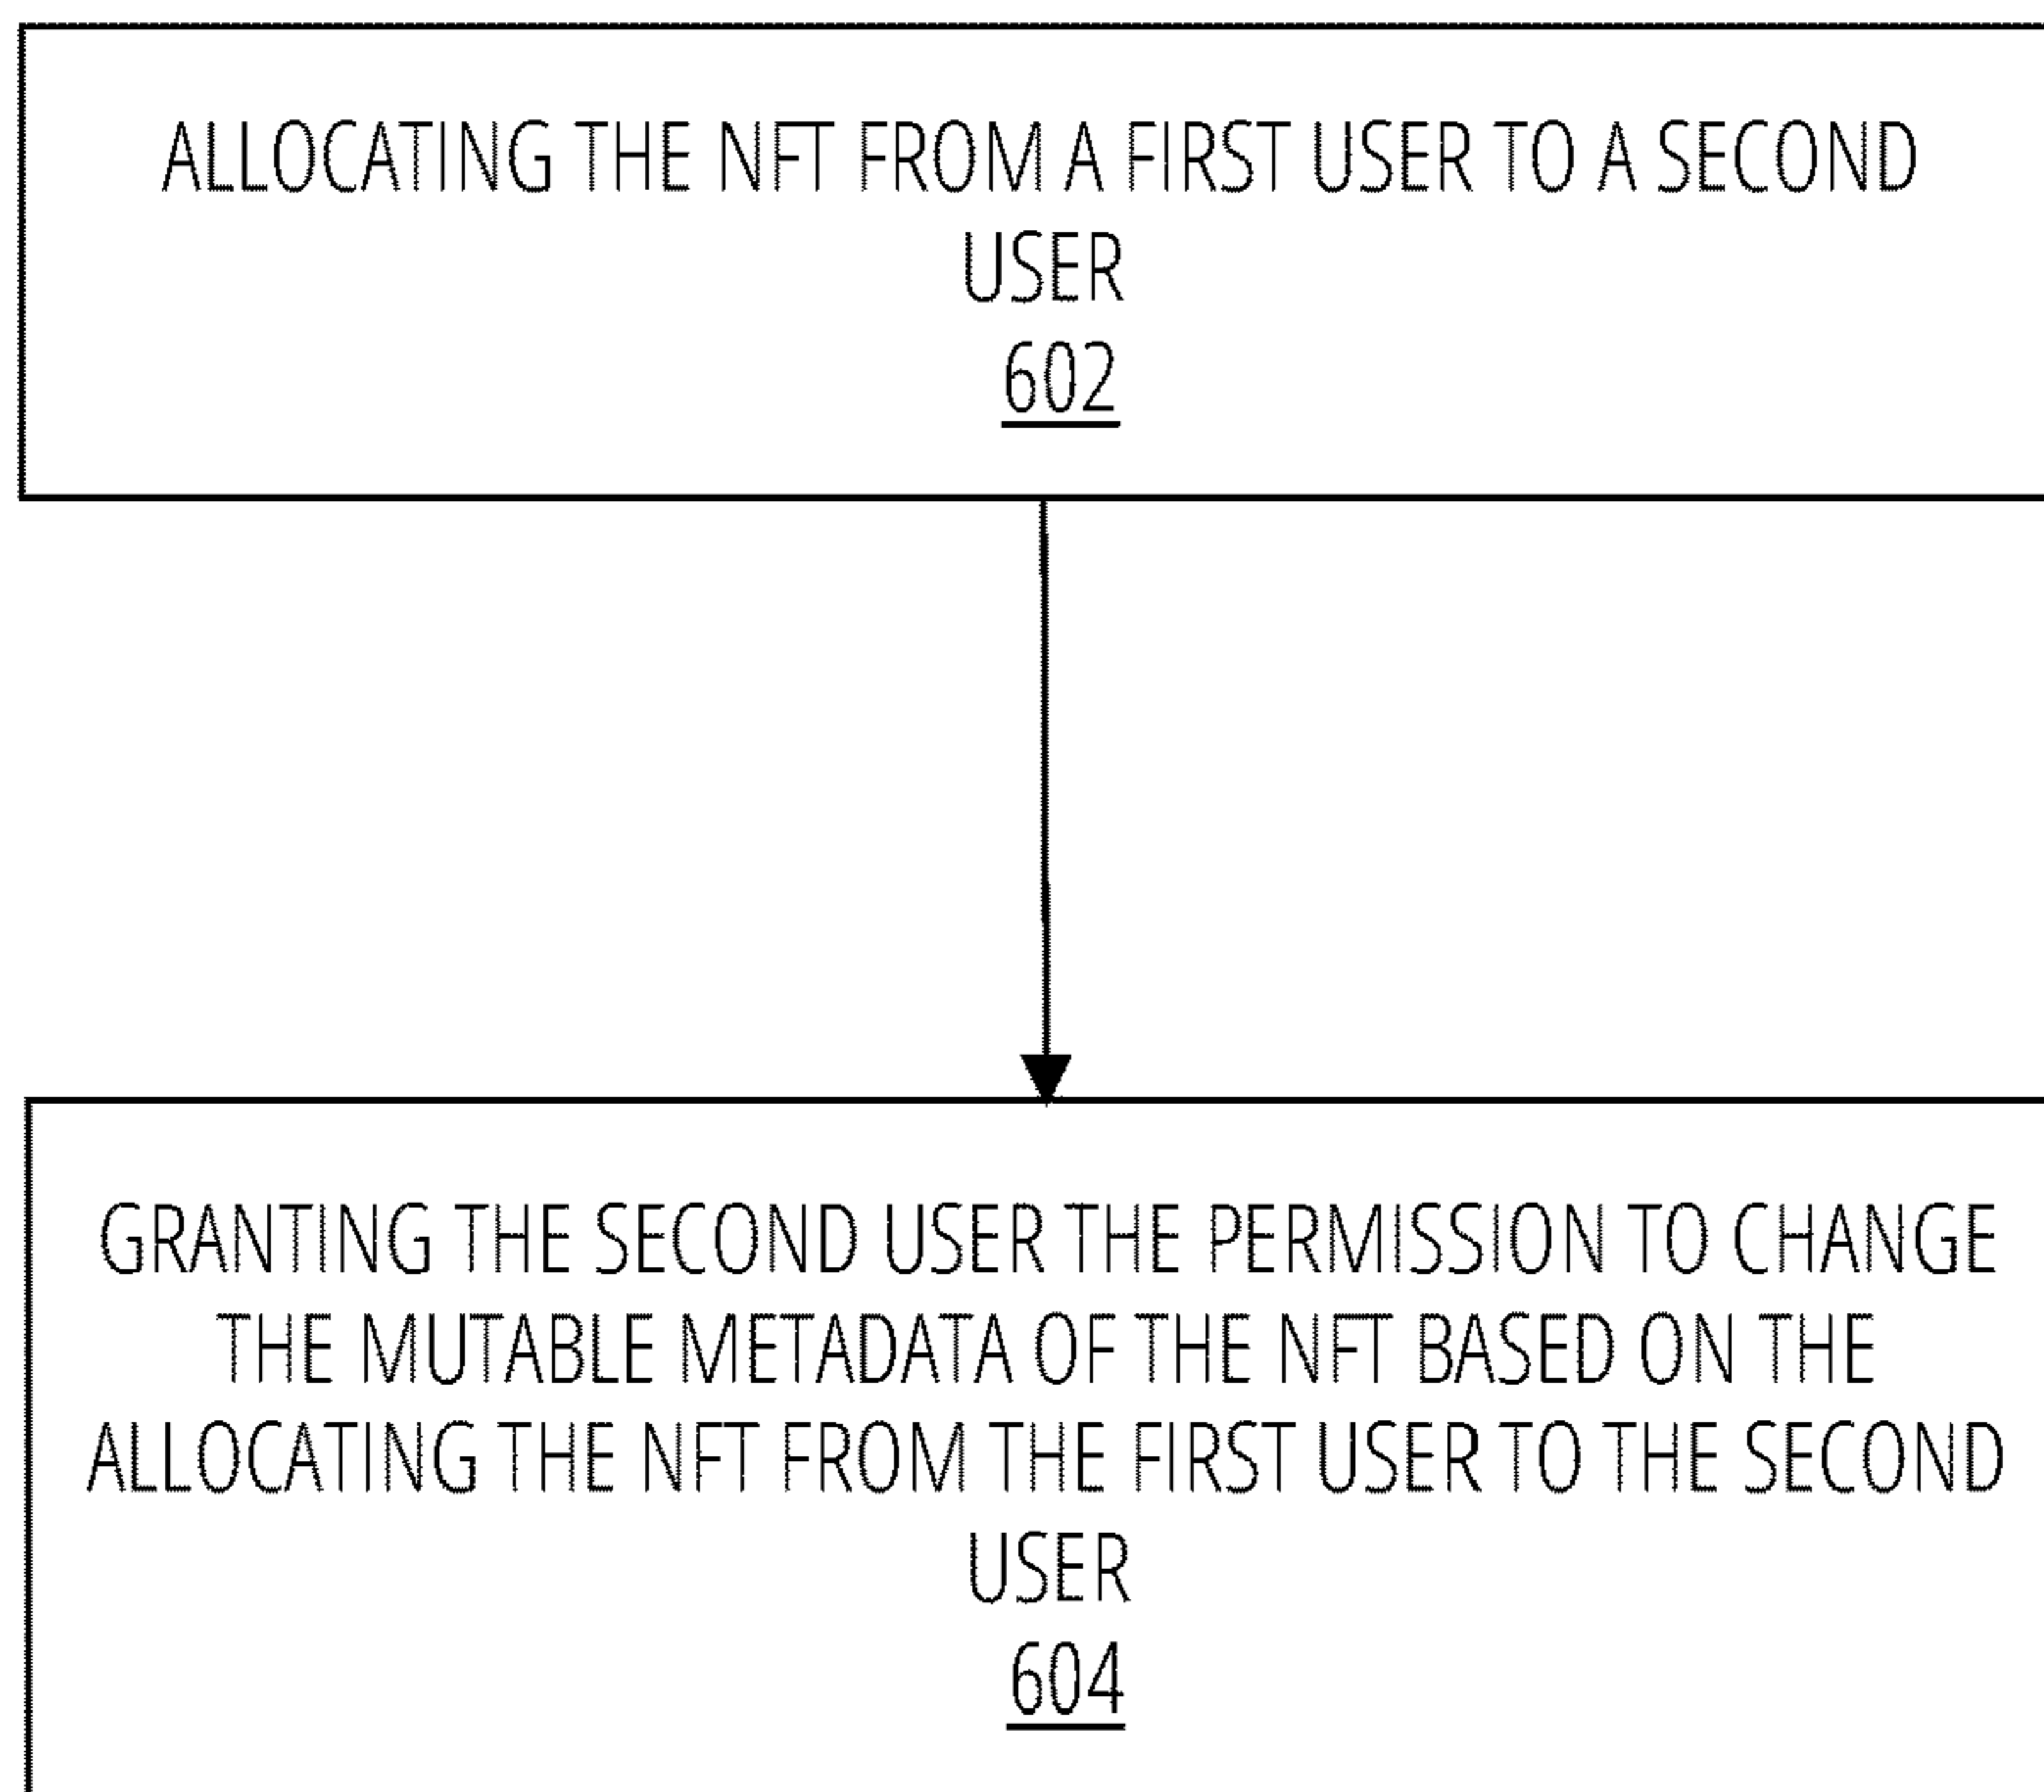 ALLOCATING THE NFT FROM A FIRST USER TO A SECOND
USER
602
GRANTING THE SECOND USER THE PERMISSION TO CHANGE
THE MUTABLE METADATA OF THE NFT BASED ON THE
ALLOCATING THE NFT FROM THE FIRST USER TO THE SECOND
USER
604